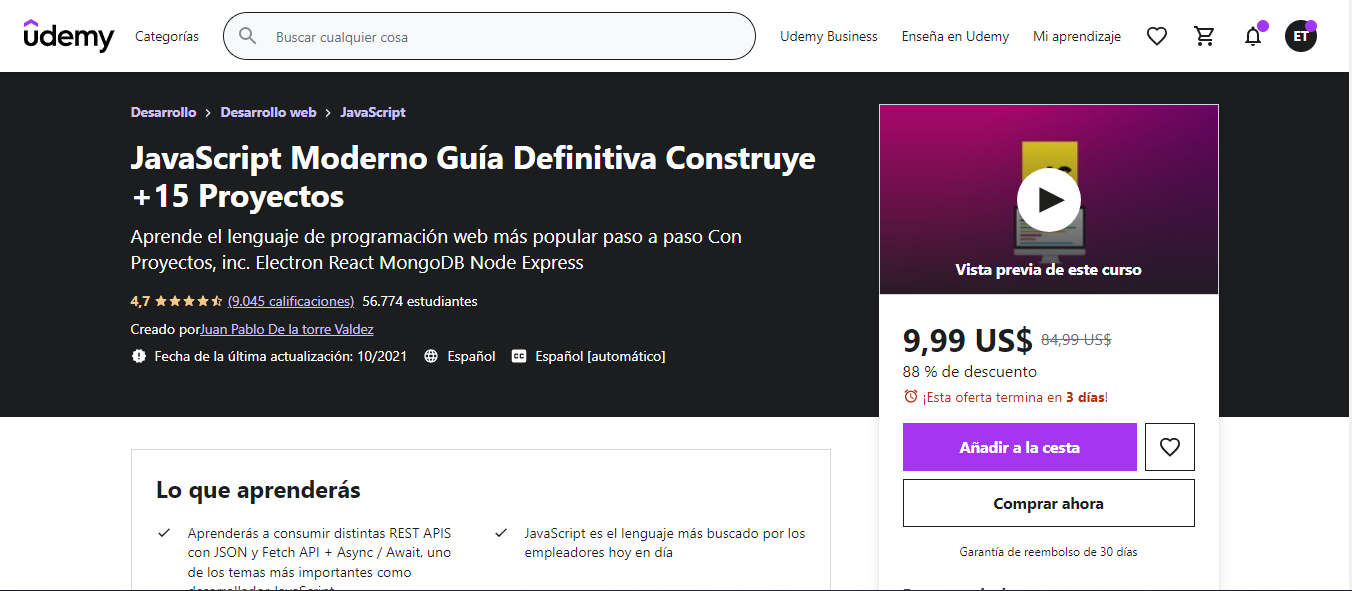 udemy
Categorías
Buscar cualquier cosa
Udemy Business
Enseña en Udemy
Mi aprendizaje
ET
Desarrollo > Desarrollo web > JavaScript
JavaScript Moderno Guía Definitiva Construye
+15 Proyectos
Aprende el lenguaje de programación web más popular paso a paso Con
Proyectos, inc. Electron React MongoDB Node Express
4,7 (9.045 calificaciones) 56.774 estudiantes
Creado porJuan Pablo De la torre Valdez
Fecha de la última actualización: 10/2021 Español CC Español [automático]
Vista previa de este curso
9,99 US$ 84,99 US$
88 % de descuento
¡Esta oferta termina en 3 días!
Añadir a la cesta
Comprar ahora
Garantía de reembolso de 30 días
Lo que aprenderás
Aprenderás a consumir distintas REST APIS
con JSON y Fetch API + Async / Await, uno
de los temas más importantes como
desarrollador JavaScript
JavaScript es el lenguaje más buscado por los
empleadores hoy en día